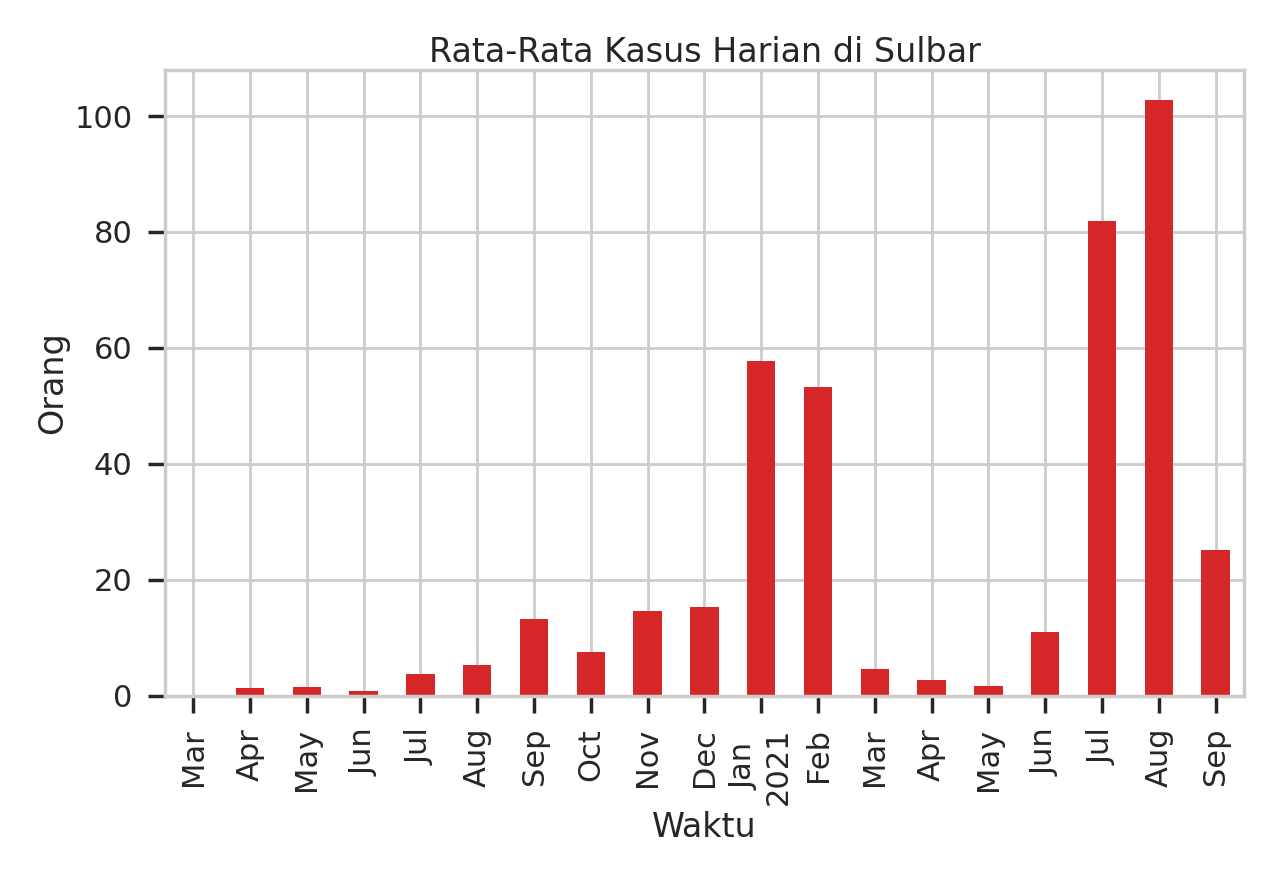 Rata-Rata Kasus Harian di Sulbar
100
80
60
40
20
0
Orang
Mar
Apr
May
Jun
Jul
Aug
Sep
Oct
Nov
Dec
Jan
2021
Feb
Mar
Apr
May
Jun
Jul
Aug
Sep
Waktu